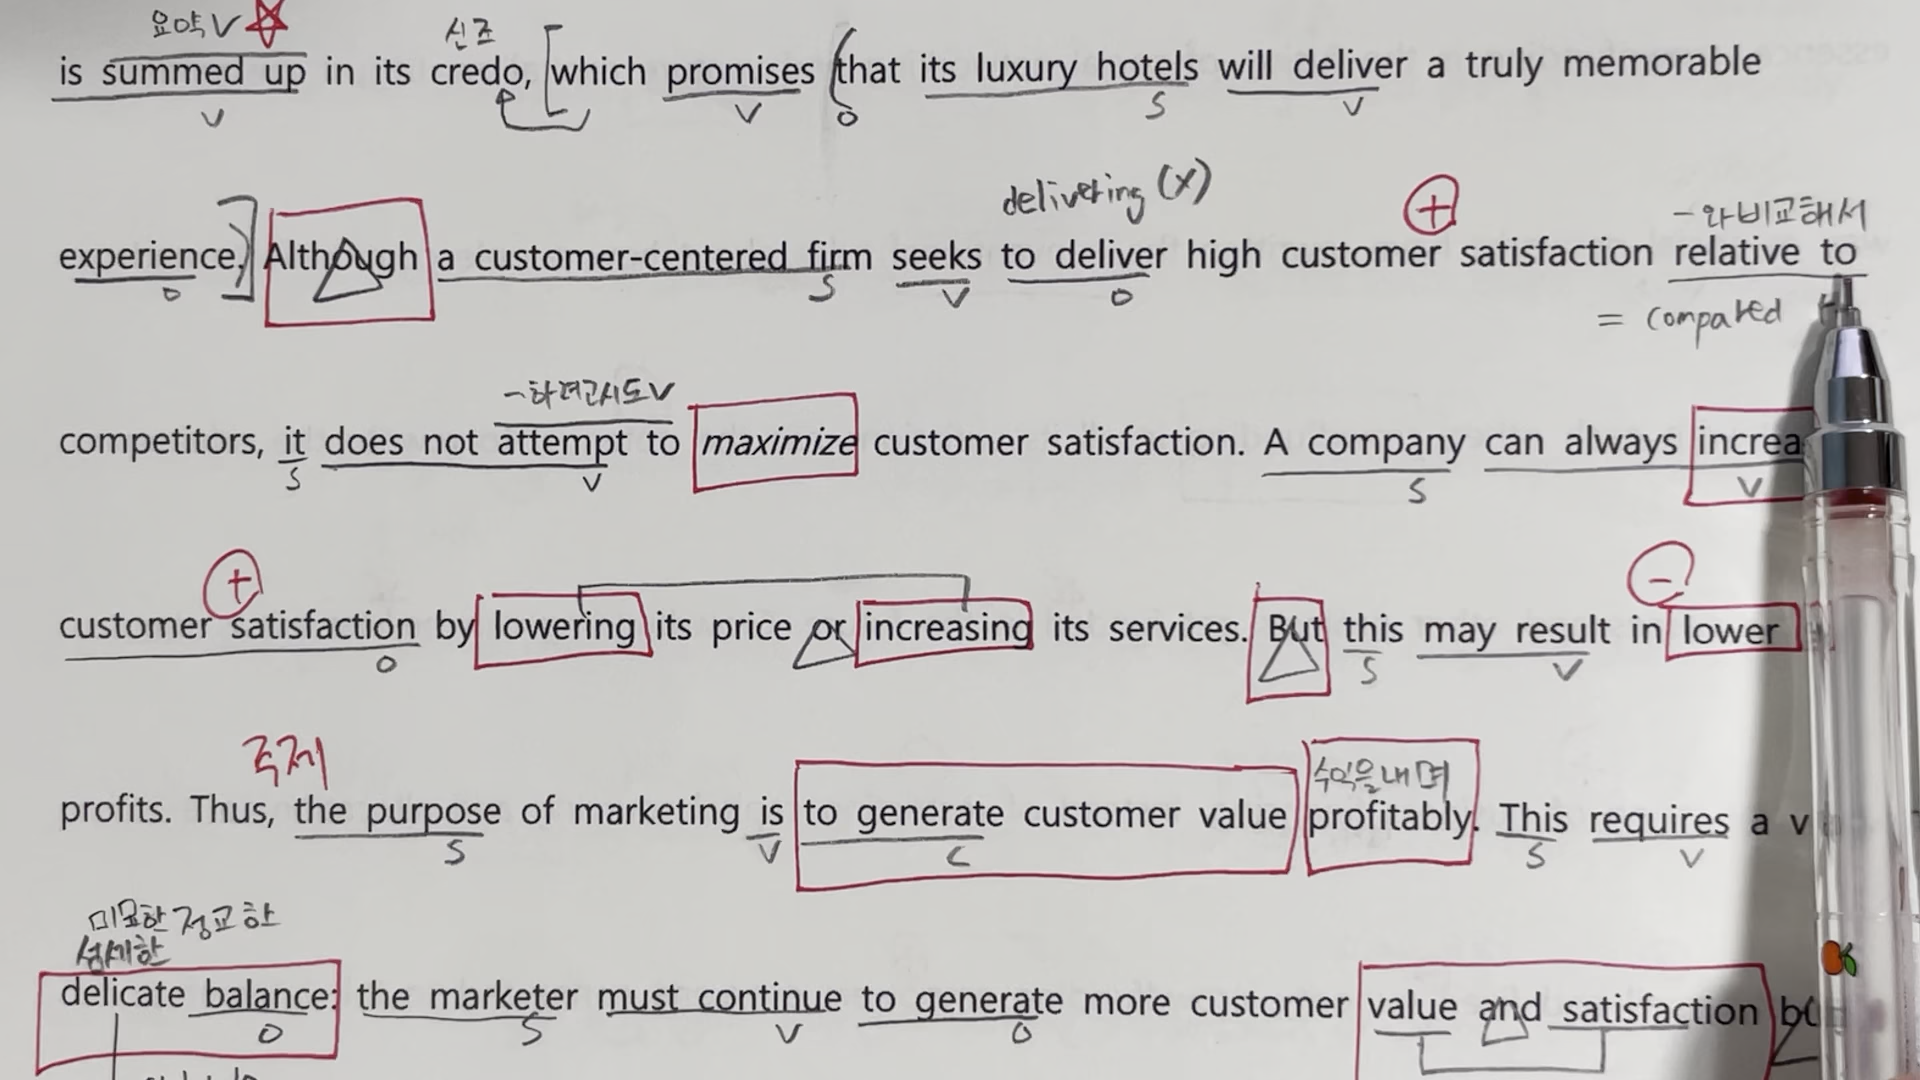 요약V 신조
is summed up in its credo, which promises that its luxury hotels will deliver a truly memorable
V V O S V
delivering (X) + -와 비교해서
experience. Although a customer-centered firm seeks to deliver high customer satisfaction relative to
O S V O = compared
-하려고 시도V
competitors, it does not attempt to maximize customer satisfaction. A company can always increa
S V S V
+ -
customer satisfaction by lowering its price or increasing its services. But this may result in lower
O S V
주제 수익을 내며
profits. Thus, the purpose of marketing is to generate customer value profitably. This requires a v
S V C S V
미묘한 정교한
섬세한
delicate balance: the marketer must continue to generate more customer value and satisfaction
O S V O